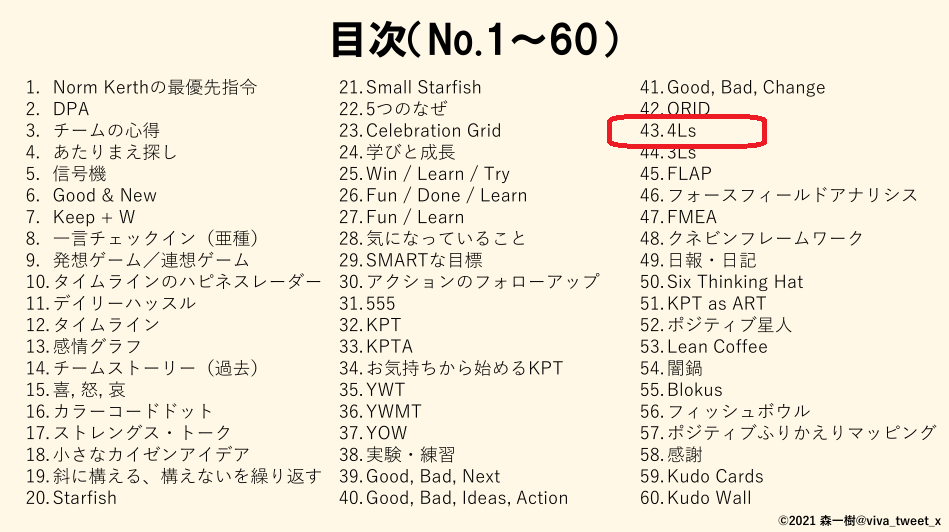 目次(No.1～60)
1. Norm Kerthの最優先指令
2. DPA
3. チームの心得
4. あたりまえ探し
5. 信号機
6. Good & New
7. Keep + W
8. 一言チェックイン（亜種）
9. 発想ゲーム／連想ゲーム
10. タイムラインのハピネスレーダー
11. デイリーハッスル
12. タイムライン
13. 感情グラフ
14. チームストーリー（過去）
15. 喜, 怒, 哀
16. カラーコードドット
17. ストレングス・トーク
18. 小さなカイゼンアイデア
19. 斜に構える、構えないを繰り返す
20. Starfish
21. Small Starfish
22. 5つのなぜ
23. Celebration Grid
24. 学びと成長
25. Win / Learn / Try
26. Fun / Done / Learn
27. Fun / Learn
28. 気になっていること
29. SMARTな目標
30. アクションのフォローアップ
31. 555
32. KPT
33. KPTA
34. お気持ちから始めるKPT
35. YWT
36. YWMT
37. YOW
38. 実験・練習
39. Good, Bad, Next
40. Good, Bad, Ideas, Action
41. Good, Bad, Change
42. ORID
43. 4Ls
44. 3Ls
45. FLAP
46. フォースフィールドアナリシス
47. FMEA
48. クネビンフレームワーク
49. 日報・日記
50. Six Thinking Hat
51. KPT as ART
52. ポジティブ星人
53. Lean Coffee
54. 闇鍋
55. Blokus
56. フィッシュボウル
57. ポジティブふりかえりマッピング
58. 感謝
59. Kudo Cards
60. Kudo Wall
©2021 森一樹@viva_tweet_x